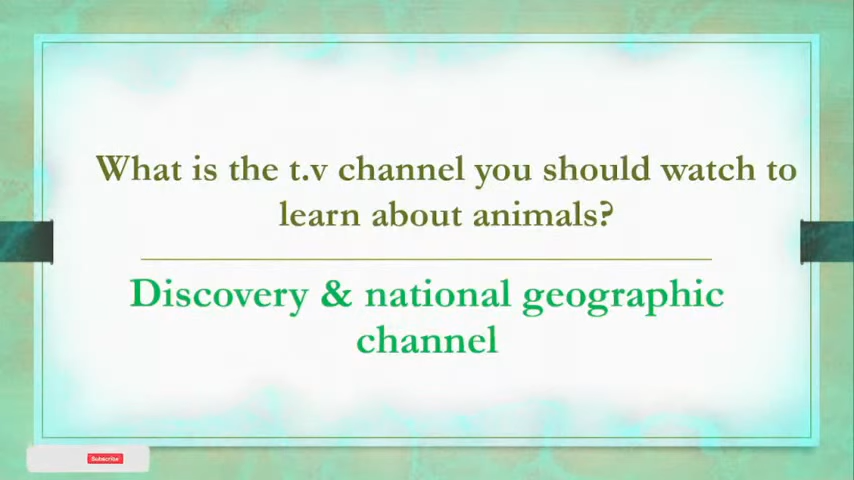 What is the t.v channel you should watch to
learn about animals?
Discovery & national geographic
channel
Subscribe